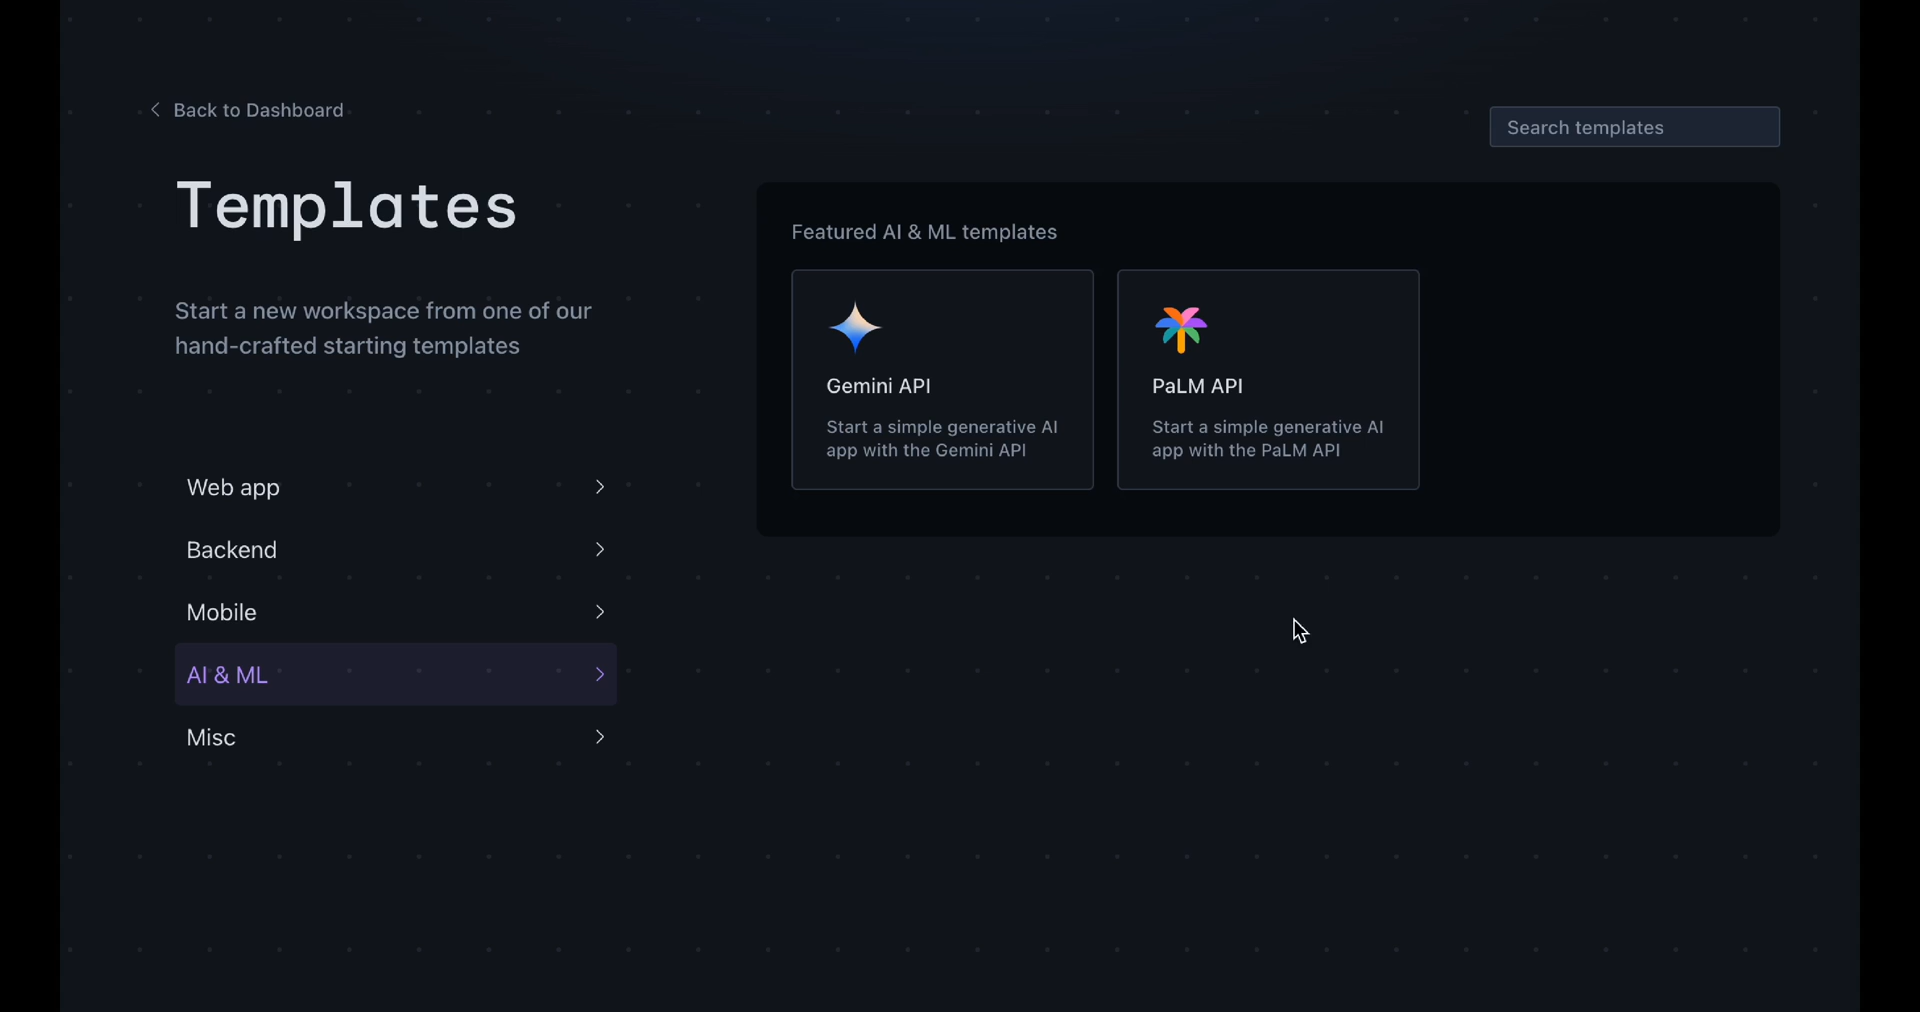 Back to Dashboard
Search templates
Templates
Start a new workspace from one of our
hand-crafted starting templates
Web app
Backend
Mobile
AI & ML
Misc
Featured AI & ML templates
Gemini API
Start a simple generative AI
app with the Gemini API
PaLM API
Start a simple generative AI
app with the PaLM API